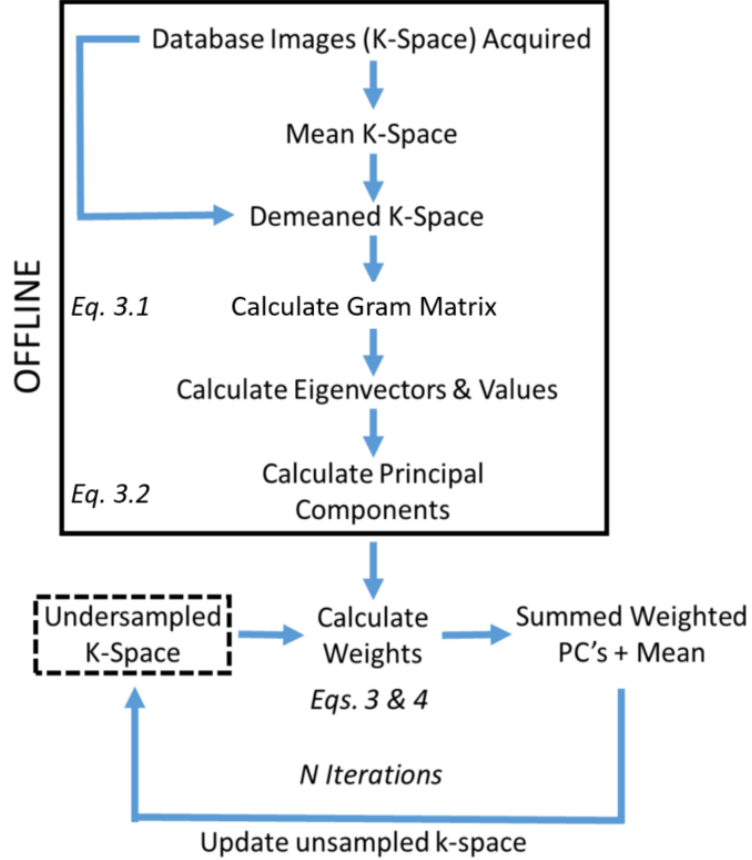 Database Images (K-Space) Acquired
Mean K-Space
Demeaned K-Space
OFFLINE
Eq. 3.1
Calculate Gram Matrix
Calculate Eigenvectors & Values
Eq. 3.2
Calculate Principal
Components
Undersampled
K-Space
Calculate
Weights
Eqs. 3 & 4
Summed Weighted
PC's + Mean
N Iterations
Update unsampled k-space